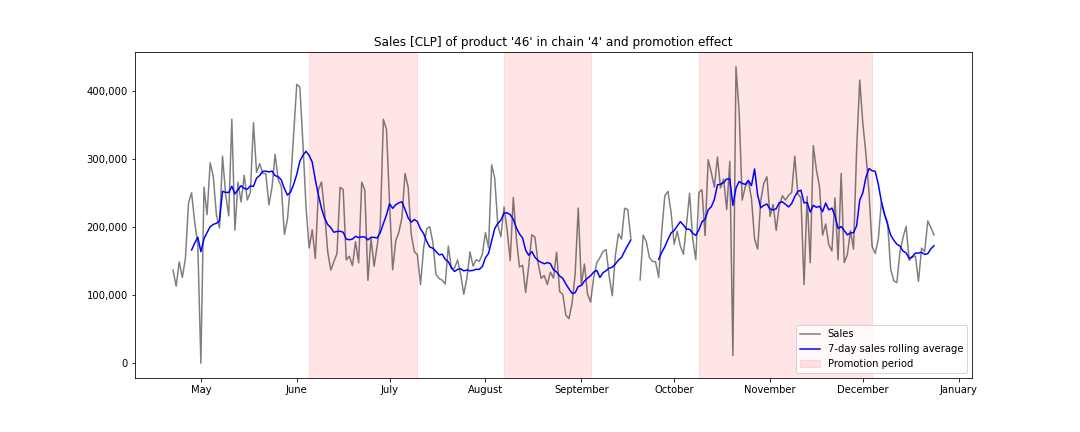 Sales [CLP] of product '46' in chain '4' and promotion effect
400,000
300,000
200,000
100,000
0
Sales
7-day sales rolling average
Promotion period
May June July August September October November December January